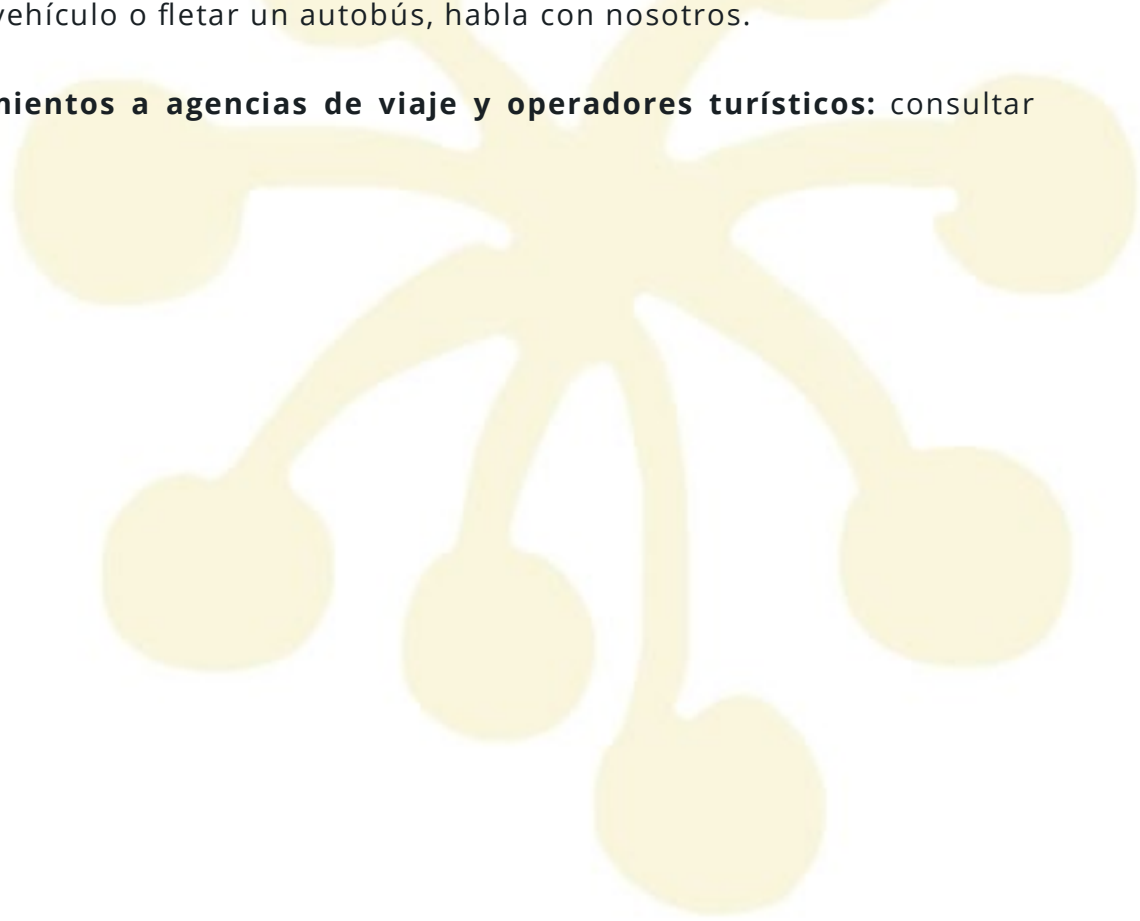 vehículo o fletar un autobús, habla con nosotros.
mientos a agencias de viaje y operadores turísticos: consultar